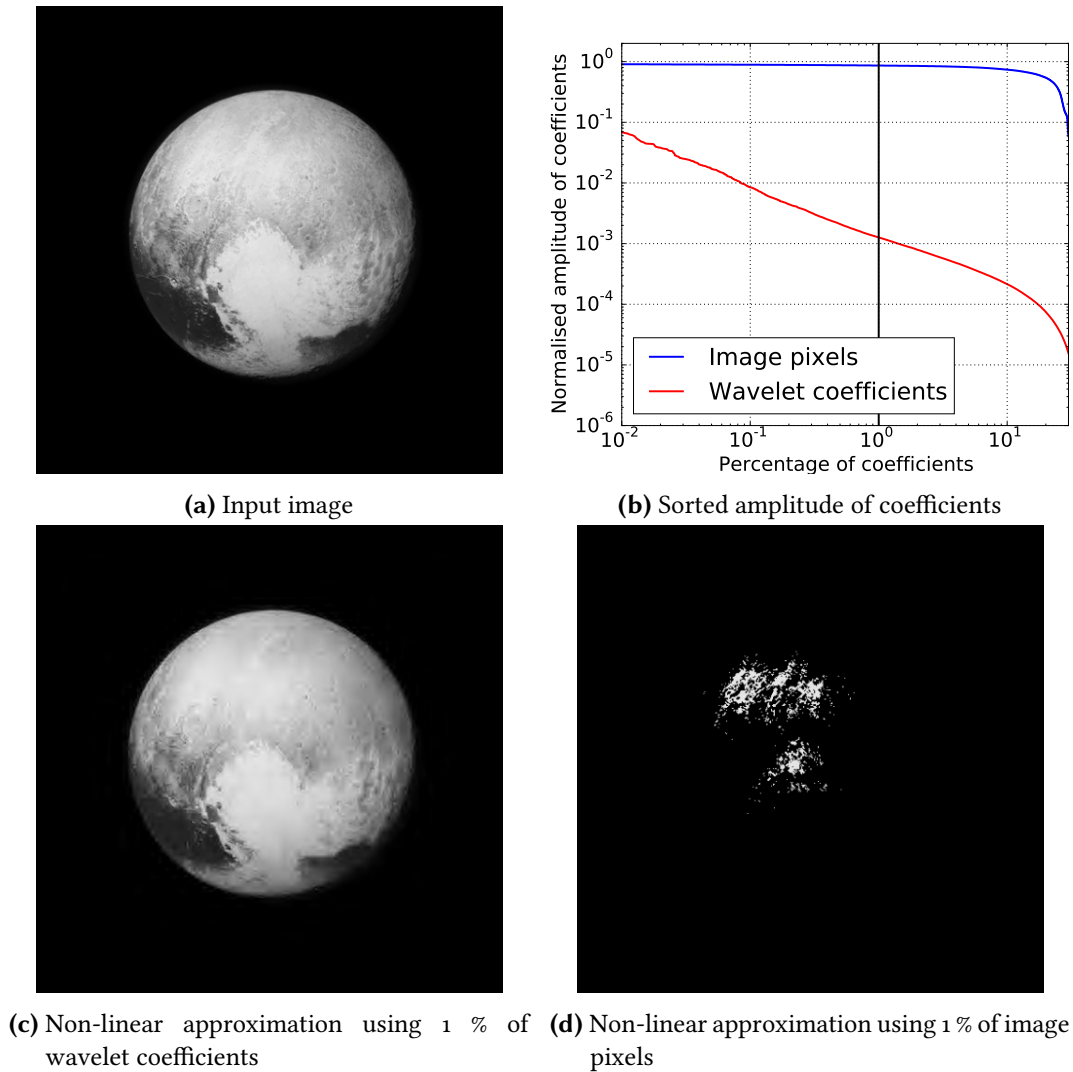 10^0
10^-1
10^-2
10^-3
10^-4
10^-5
10^-6
Normalised amplitude of coefficients
Image pixels
Wavelet coefficients
10^-2 10^-1 10^0 10^1
Percentage of coefficients
(a) Input image
(b) Sorted amplitude of coefficients
(c) Non-linear approximation using 1 % of
wavelet coefficients
(d) Non-linear approximation using 1 % of image
pixels